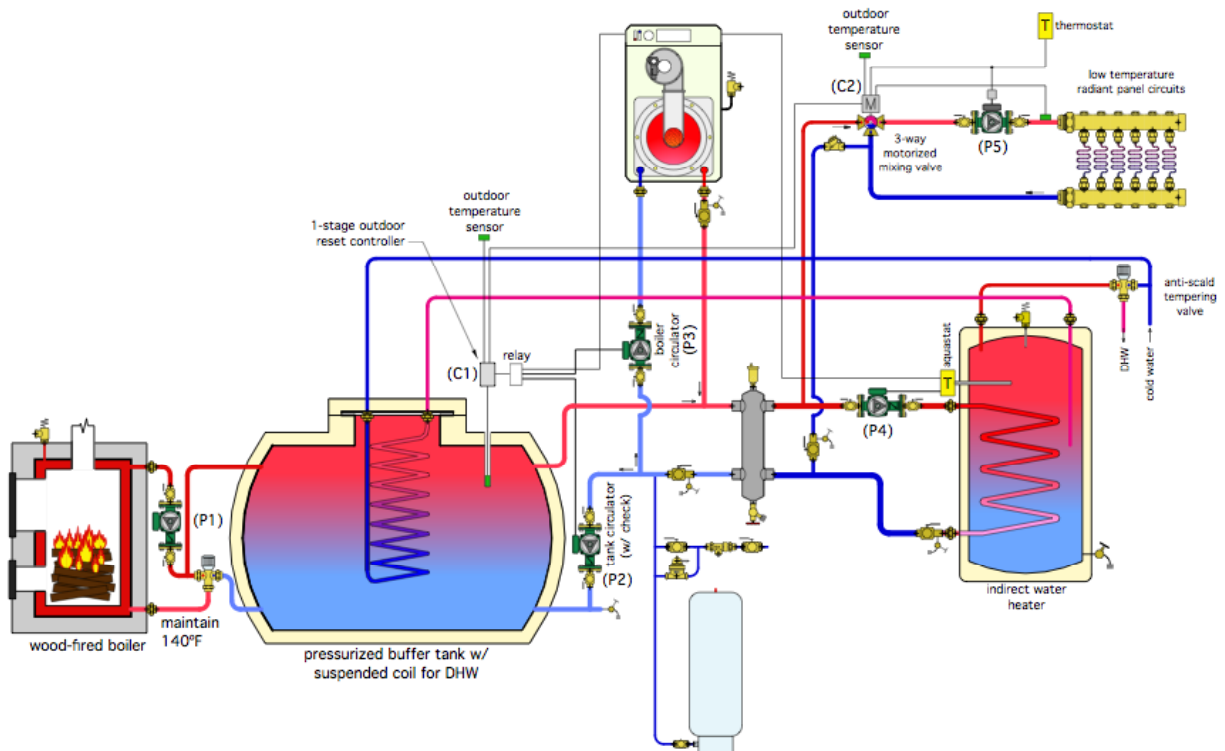 outdoor
temperature
sensor
T
thermostat
(C2)
M
low temperature
radiant panel circuits
3-way
motorized
mixing valve
(P5)
outdoor
temperature
sensor
1-stage outdoor
reset controller
(C1)
relay
boiler
circulator
(P3)
anti-scald
tempering
valve
DHW
cold water
aquastat
T
(P4)
(P1)
tank circulator
(w/ check)
(P2)
maintain
140ºF
wood-fired boiler
pressurized buffer tank w/
suspended coil for DHW
indirect water
heater